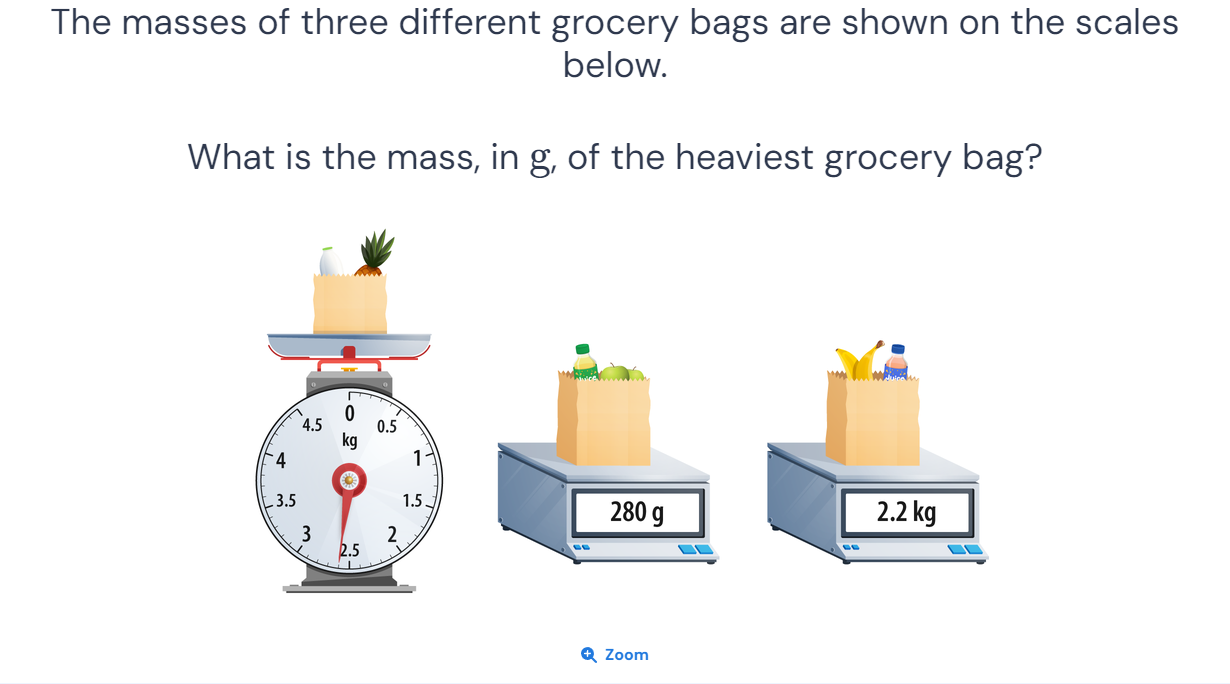 The masses of three different grocery bags are shown on the scales
below.
What is the mass, in g, of the heaviest grocery bag?
0
kg
0.5
1
1.5
2
2.5
3
3.5
4
4.5
280 g
2.2 kg
Zoom